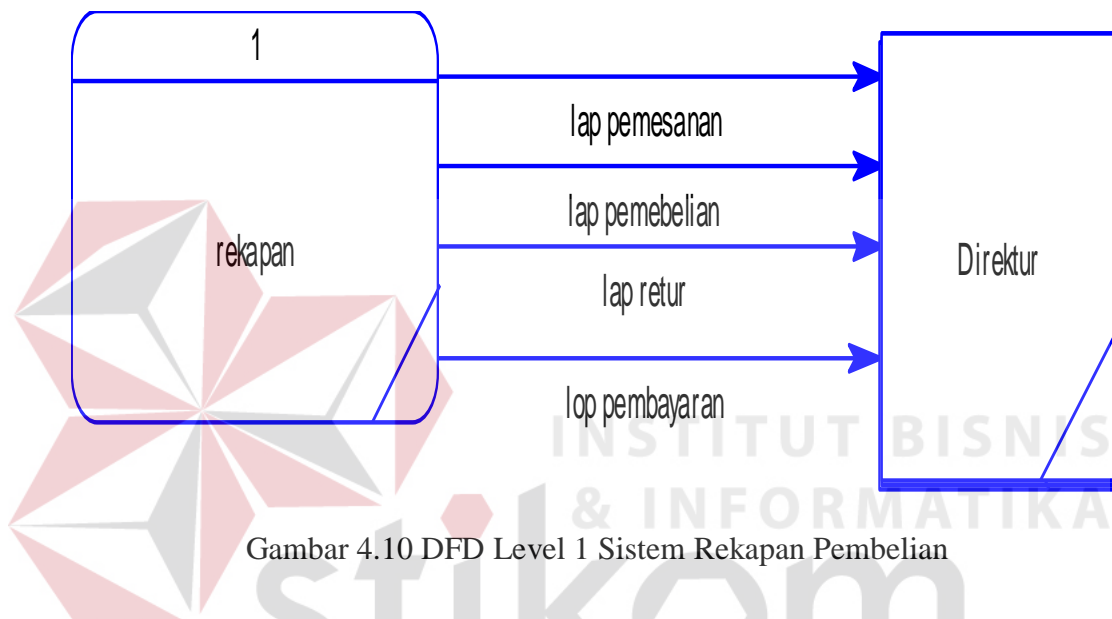 1
lap pemesanan
lap pemebelian
rekapan
Direktur
lap retur
lop pembayaran
INSTITUT BISNIS
& INFORMATIKA
Gambar 4.10 DFD Level 1 Sistem Rekapan Pembelian
stikom